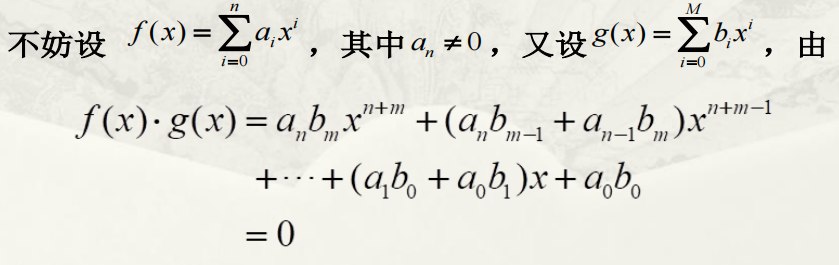 不妨设 $f(x)=\sum_{i=0}^{n} a_i x^i$ ，其中 $a_n \neq 0$ ，又设 $g(x)=\sum_{i=0}^{M} b_i x^i$ ，由
$f(x) \cdot g(x) = a_n b_m x^{n+m} + (a_n b_{m-1} + a_{n-1} b_m) x^{n+m-1}$
$+ \cdots + (a_1 b_0 + a_0 b_1) x + a_0 b_0$
$= 0$